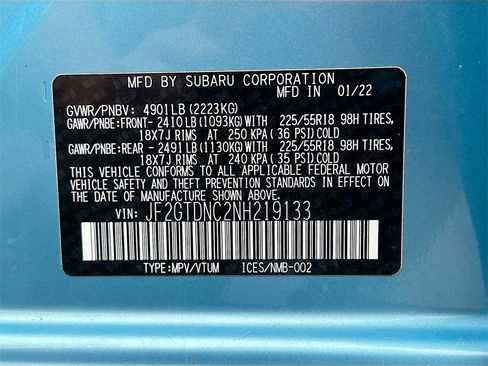 MFD BY SUBARU CORPORATION
MADE IN JAPAN 01/22
GVWR/PNBV: 4901LB (2223KG)
GAWR/PNBE:FRONT- 2410LB(1093KG)WITH 225/55R18 98H TIRES,
18X7J RIMS AT 250 KPA(36 PSI)COLD
GAWR/PNBE:REAR - 2491LB(1130KG)WITH 225/55R18 98H TIRES,
18X7J RIMS AT 240 KPA(35 PSI)COLD
THIS VEHICLE CONFORMS TO ALL APPLICABLE FEDERAL MOTOR
VEHICLE SAFETY AND THEFT PREVENTION STANDARDS IN EFFECT ON
THE DATE OF MANUFACTURE SHOWN ABOVE
VIN: JF2GTDNC2NH219133
TYPE:MPV/VTUM ICES/NMB-002